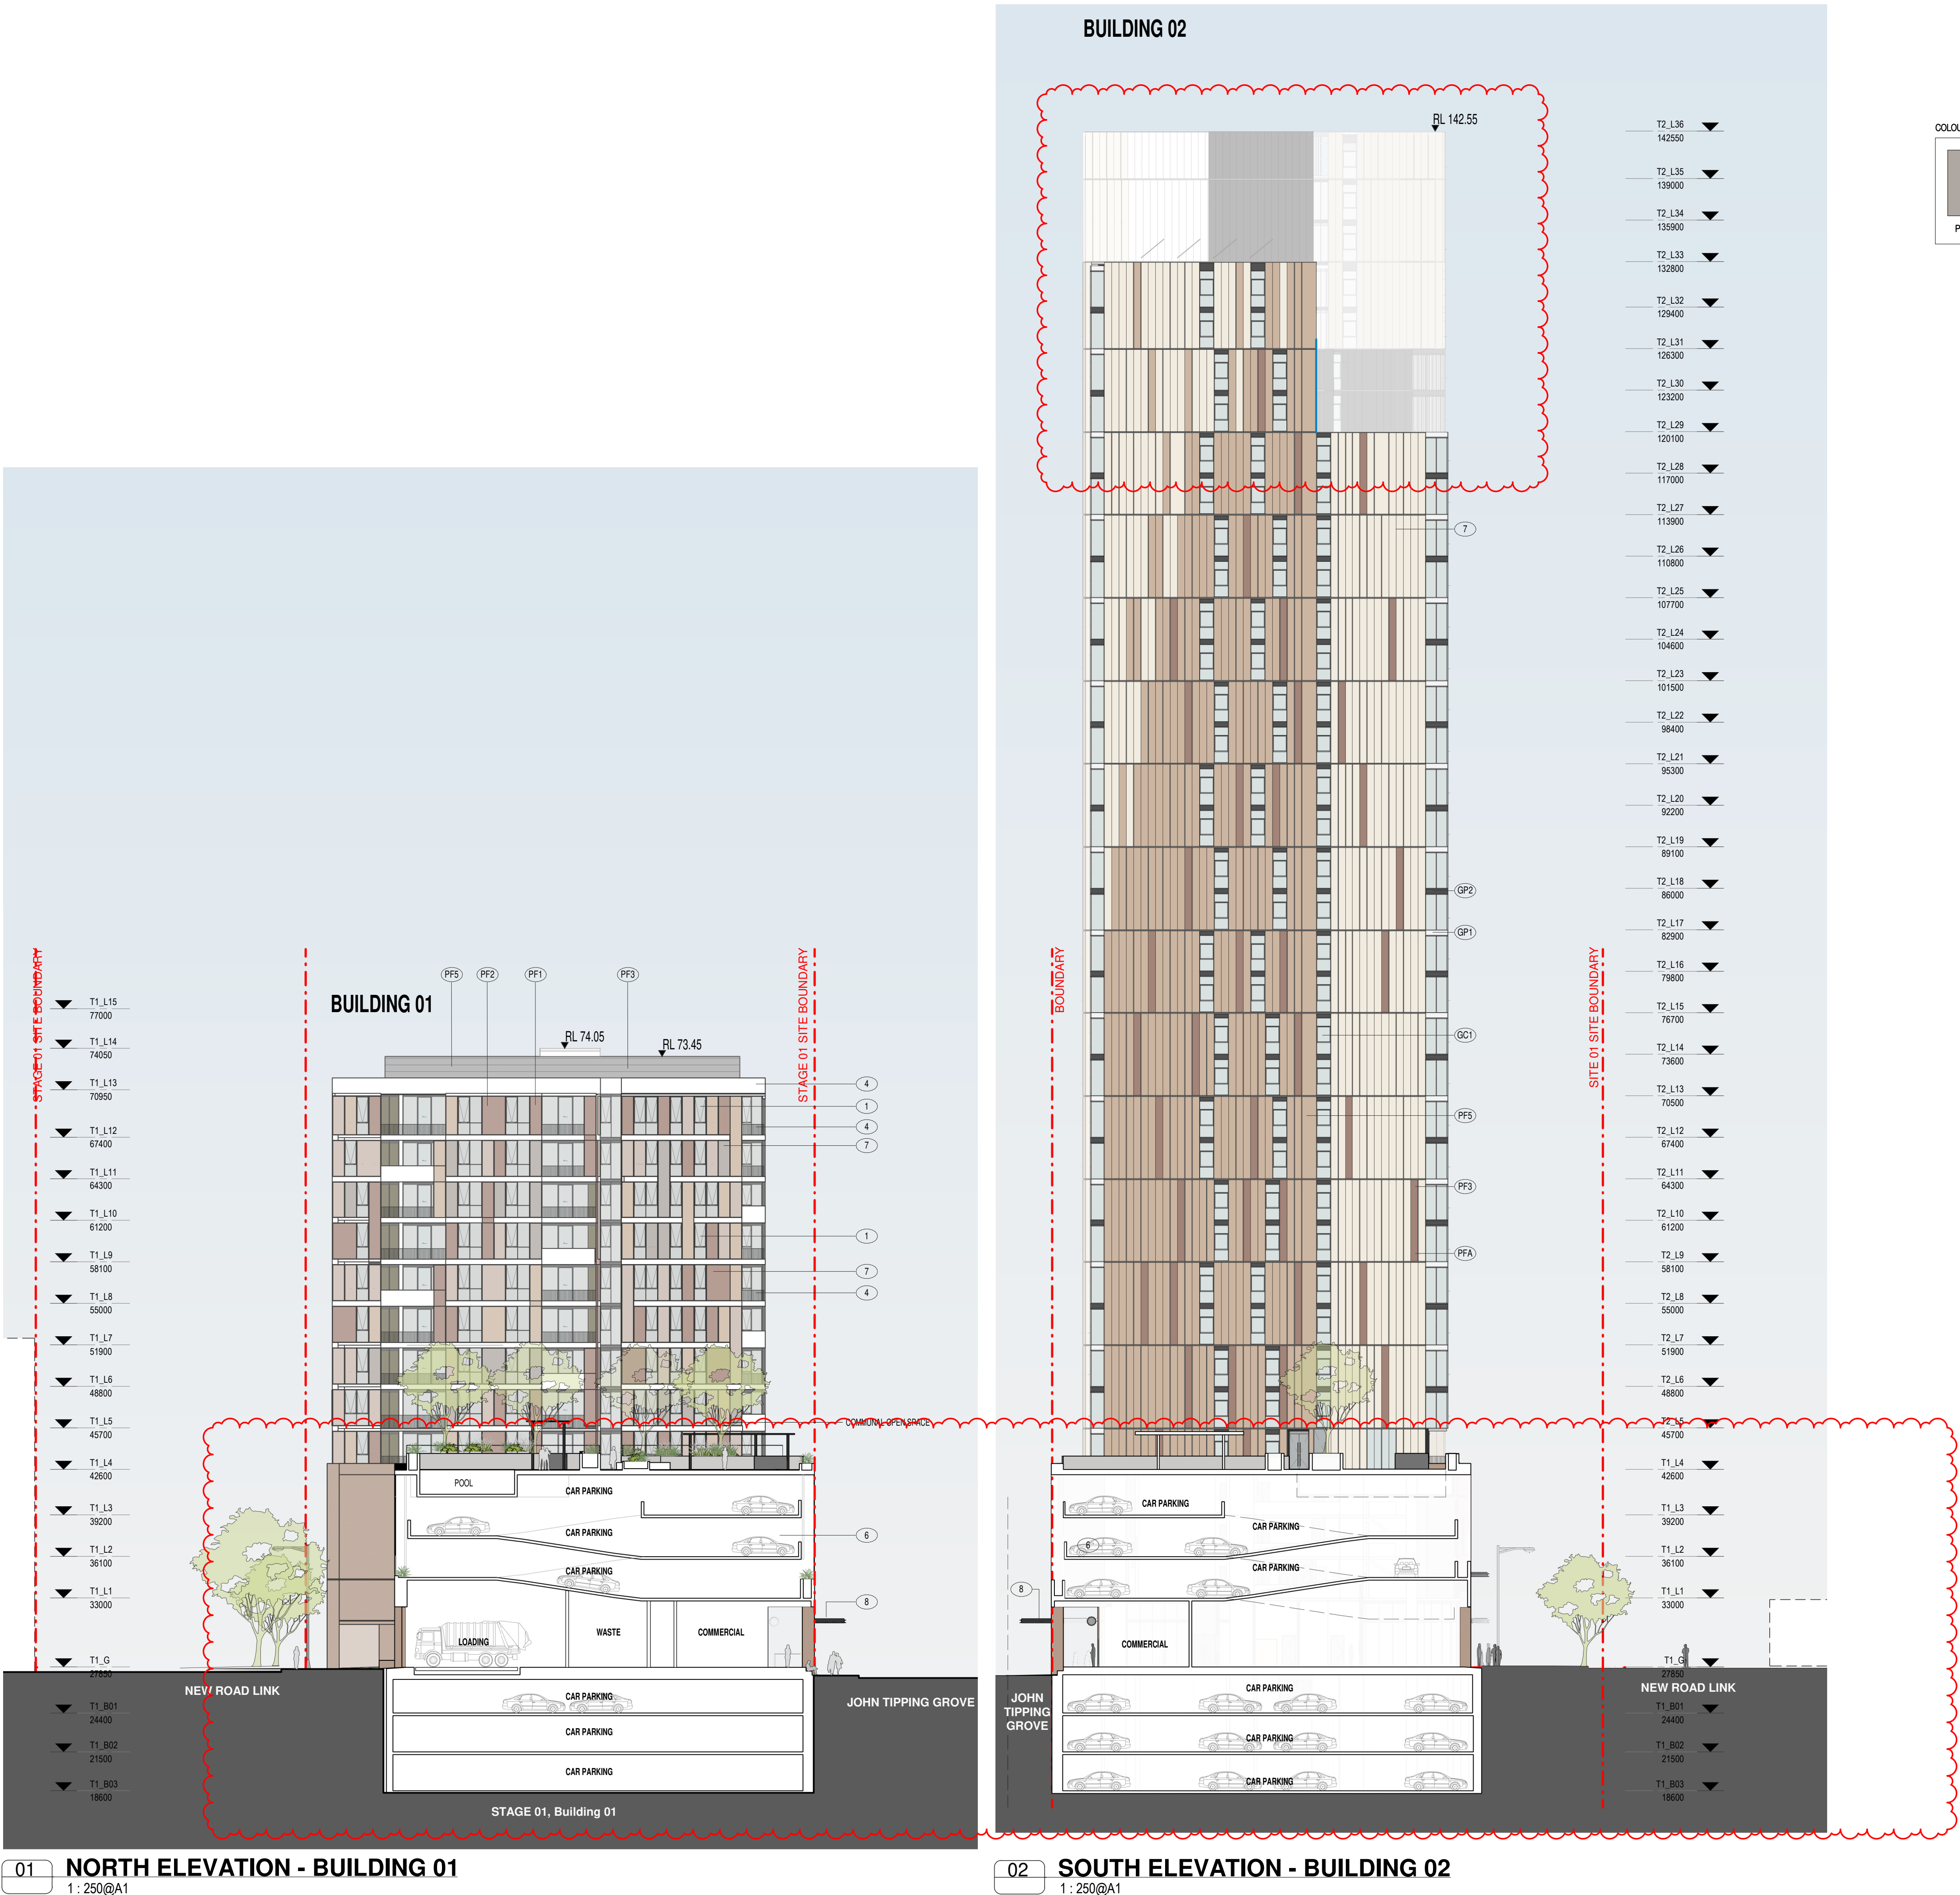 BUILDING 02
RL 142.55
T2_L36
142550
T2_L35
139000
T2_L34
135900
T2_L33
132800
T2_L32
129400
T2_L31
126300
T2_L30
123200
T2_L29
120100
T2_L28
117000
T2_L27
113900
T2_L26
110800
T2_L25
107700
T2_L24
104600
T2_L23
101500
T2_L22
98400
T2_L21
95300
T2_L20
92200
T2_L19
89100
T2_L18
86000
T2_L17
82900
T2_L16
79800
T2_L15
76700
T2_L14
73600
T2_L13
70500
T2_L12
67400
T2_L11
64300
T2_L10
61200
T2_L9
58100
T2_L8
55000
T2_L7
51900
T2_L6
48800
T2_L5
45700
T1_L4
42600
T1_L3
39200
T1_L2
36100
T1_L1
33000
T1_G
27850
T1_B01
24400
T1_B02
21500
T1_B03
18600
7
GP2
GP1
GC1
PF5
PF3
PFA
BOUNDARY
SITE 01 SITE BOUNDARY
CAR PARKING
CAR PARKING
6
CAR PARKING
8
COMMERCIAL
CAR PARKING
CAR PARKING
CAR PARKING
JOHN
TIPPING
GROVE
NEW ROAD LINK
STAGE 01 SITE BOUNDARY
STAGE 01 SITE BOUNDARY
T1_L15
77000
T1_L14
74050
T1_L13
70950
T1_L12
67400
T1_L11
64300
T1_L10
61200
T1_L9
58100
T1_L8
55000
T1_L7
51900
T1_L6
48800
T1_L5
45700
T1_L4
42600
T1_L3
39200
T1_L2
36100
T1_L1
33000
T1_G
27850
T1_B01
24400
T1_B02
21500
T1_B03
18600
PF5
PF2
PF1
PF3
BUILDING 01
RL 74.05
RL 73.45
4
1
4
7
1
7
4
COMMUNAL OPEN SPACE
POOL
CAR PARKING
CAR PARKING
6
CAR PARKING
8
LOADING
WASTE
COMMERCIAL
NEW ROAD LINK
CAR PARKING
CAR PARKING
CAR PARKING
JOHN TIPPING GROVE
STAGE 01, Building 01
01
NORTH ELEVATION - BUILDING 01
1 : 250@A1
02
SOUTH ELEVATION - BUILDING 02
1 : 250@A1